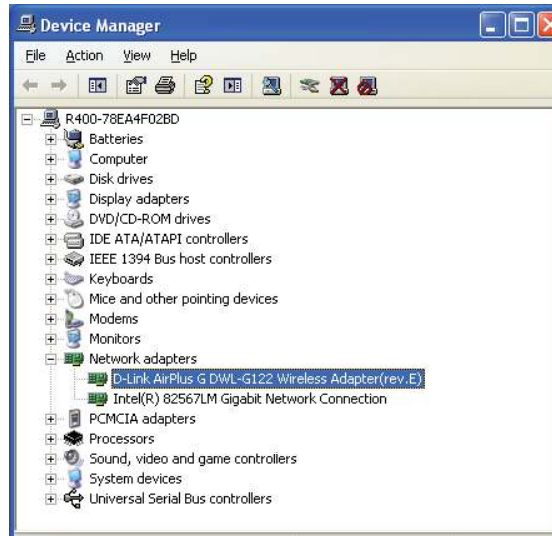 Device Manager
File Action View Help
R400-78EA4F02BD
Batteries
Computer
Disk drives
Display adapters
DVD/CD-ROM drives
IDE ATA/ATAPI controllers
IEEE 1394 Bus host controllers
Keyboards
Mice and other pointing devices
Modems
Monitors
Network adapters
D-Link AirPlus G DWL-G122 Wireless Adapter(rev.E)
Intel(R) 82567LM Gigabit Network Connection
PCMCIA adapters
Processors
Sound, video and game controllers
System devices
Universal Serial Bus controllers